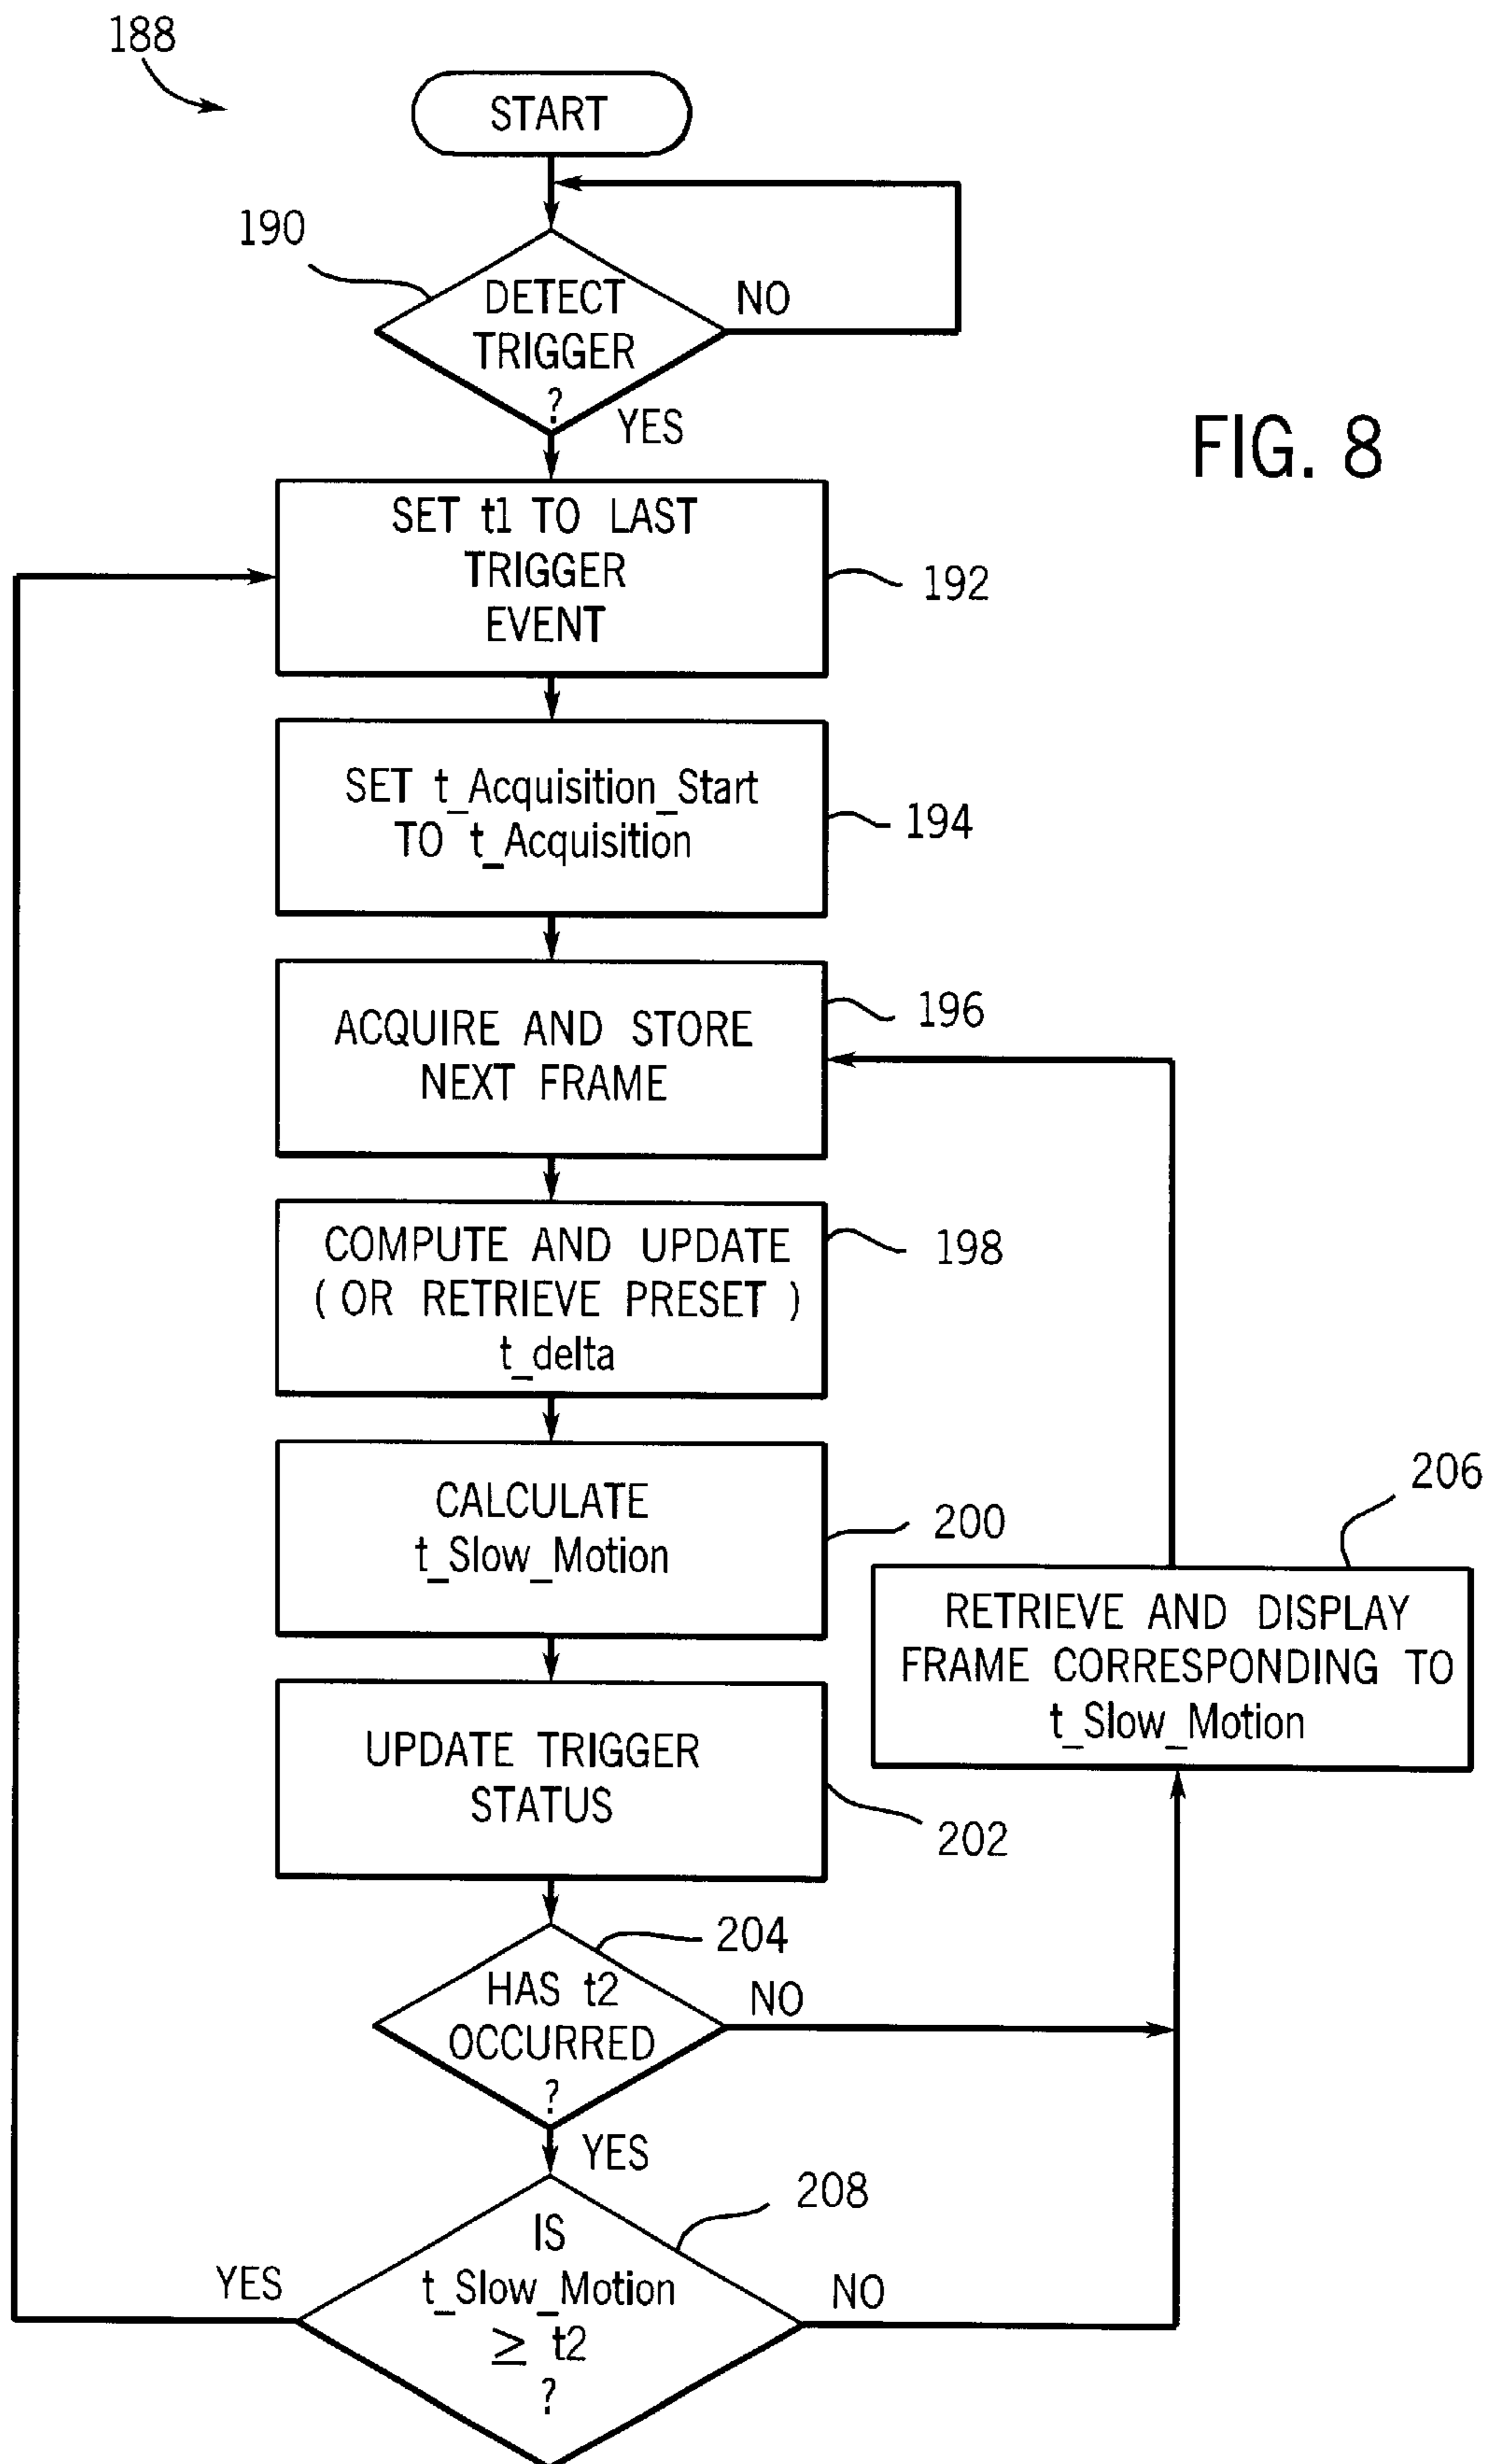 188
START
190
DETECT
TRIGGER
?
NO
YES
FIG. 8
SET t1 TO LAST
TRIGGER
EVENT
192
SET t_Acquisition_Start
TO t_Acquisition
194
ACQUIRE AND STORE
NEXT FRAME
196
COMPUTE AND UPDATE
( OR RETRIEVE PRESET )
t_delta
198
CALCULATE
t_Slow_Motion
200
206
RETRIEVE AND DISPLAY
FRAME CORRESPONDING TO
t_Slow_Motion
UPDATE TRIGGER
STATUS
202
204
HAS t2
OCCURRED
?
NO
YES
208
IS
t_Slow_Motion
≥ t2
?
YES
NO